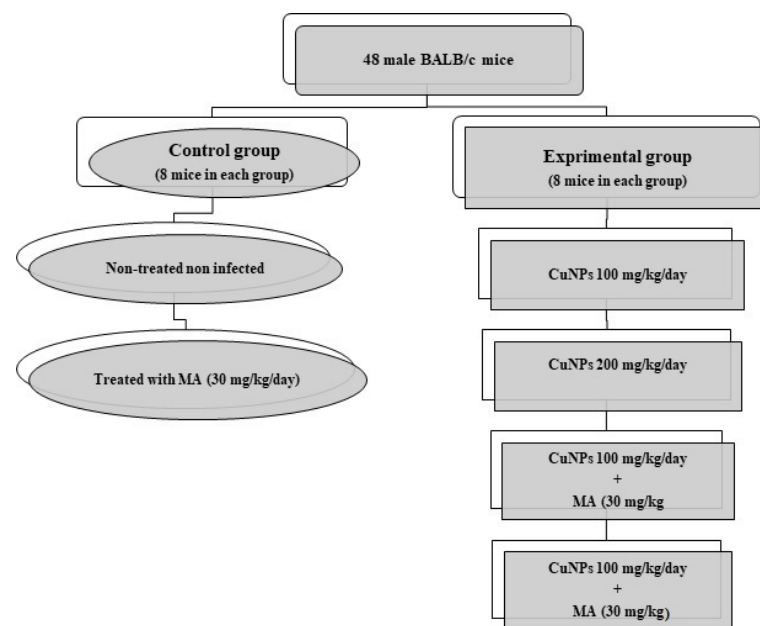 48 male BALB/c mice
Control group
(8 mice in each group)
Non-treated non infected
Treated with MA (30 mg/kg/day)
Exprimental group
(8 mice in each group)
CuNPs 100 mg/kg/day
CuNPs 200 mg/kg/day
CuNPs 100 mg/kg/day
+
MA (30 mg/kg
CuNPs 100 mg/kg/day
+
MA (30 mg/kg)